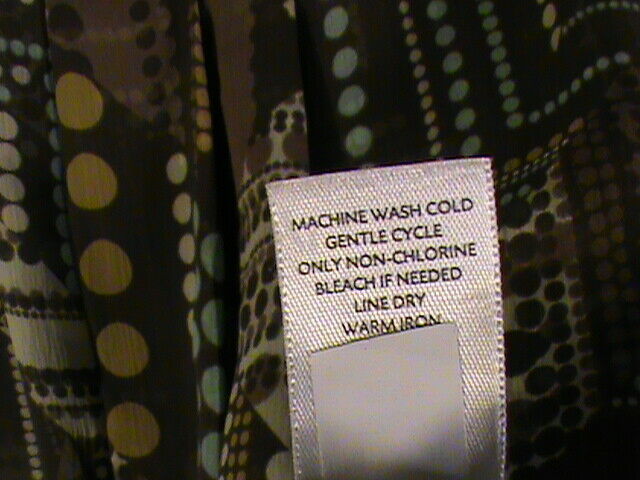 MACHINE WASH COLD
GENTLE CYCLE
ONLY NON-CHLORINE
BLEACH IF NEEDED
LINE DRY
WARM IRON